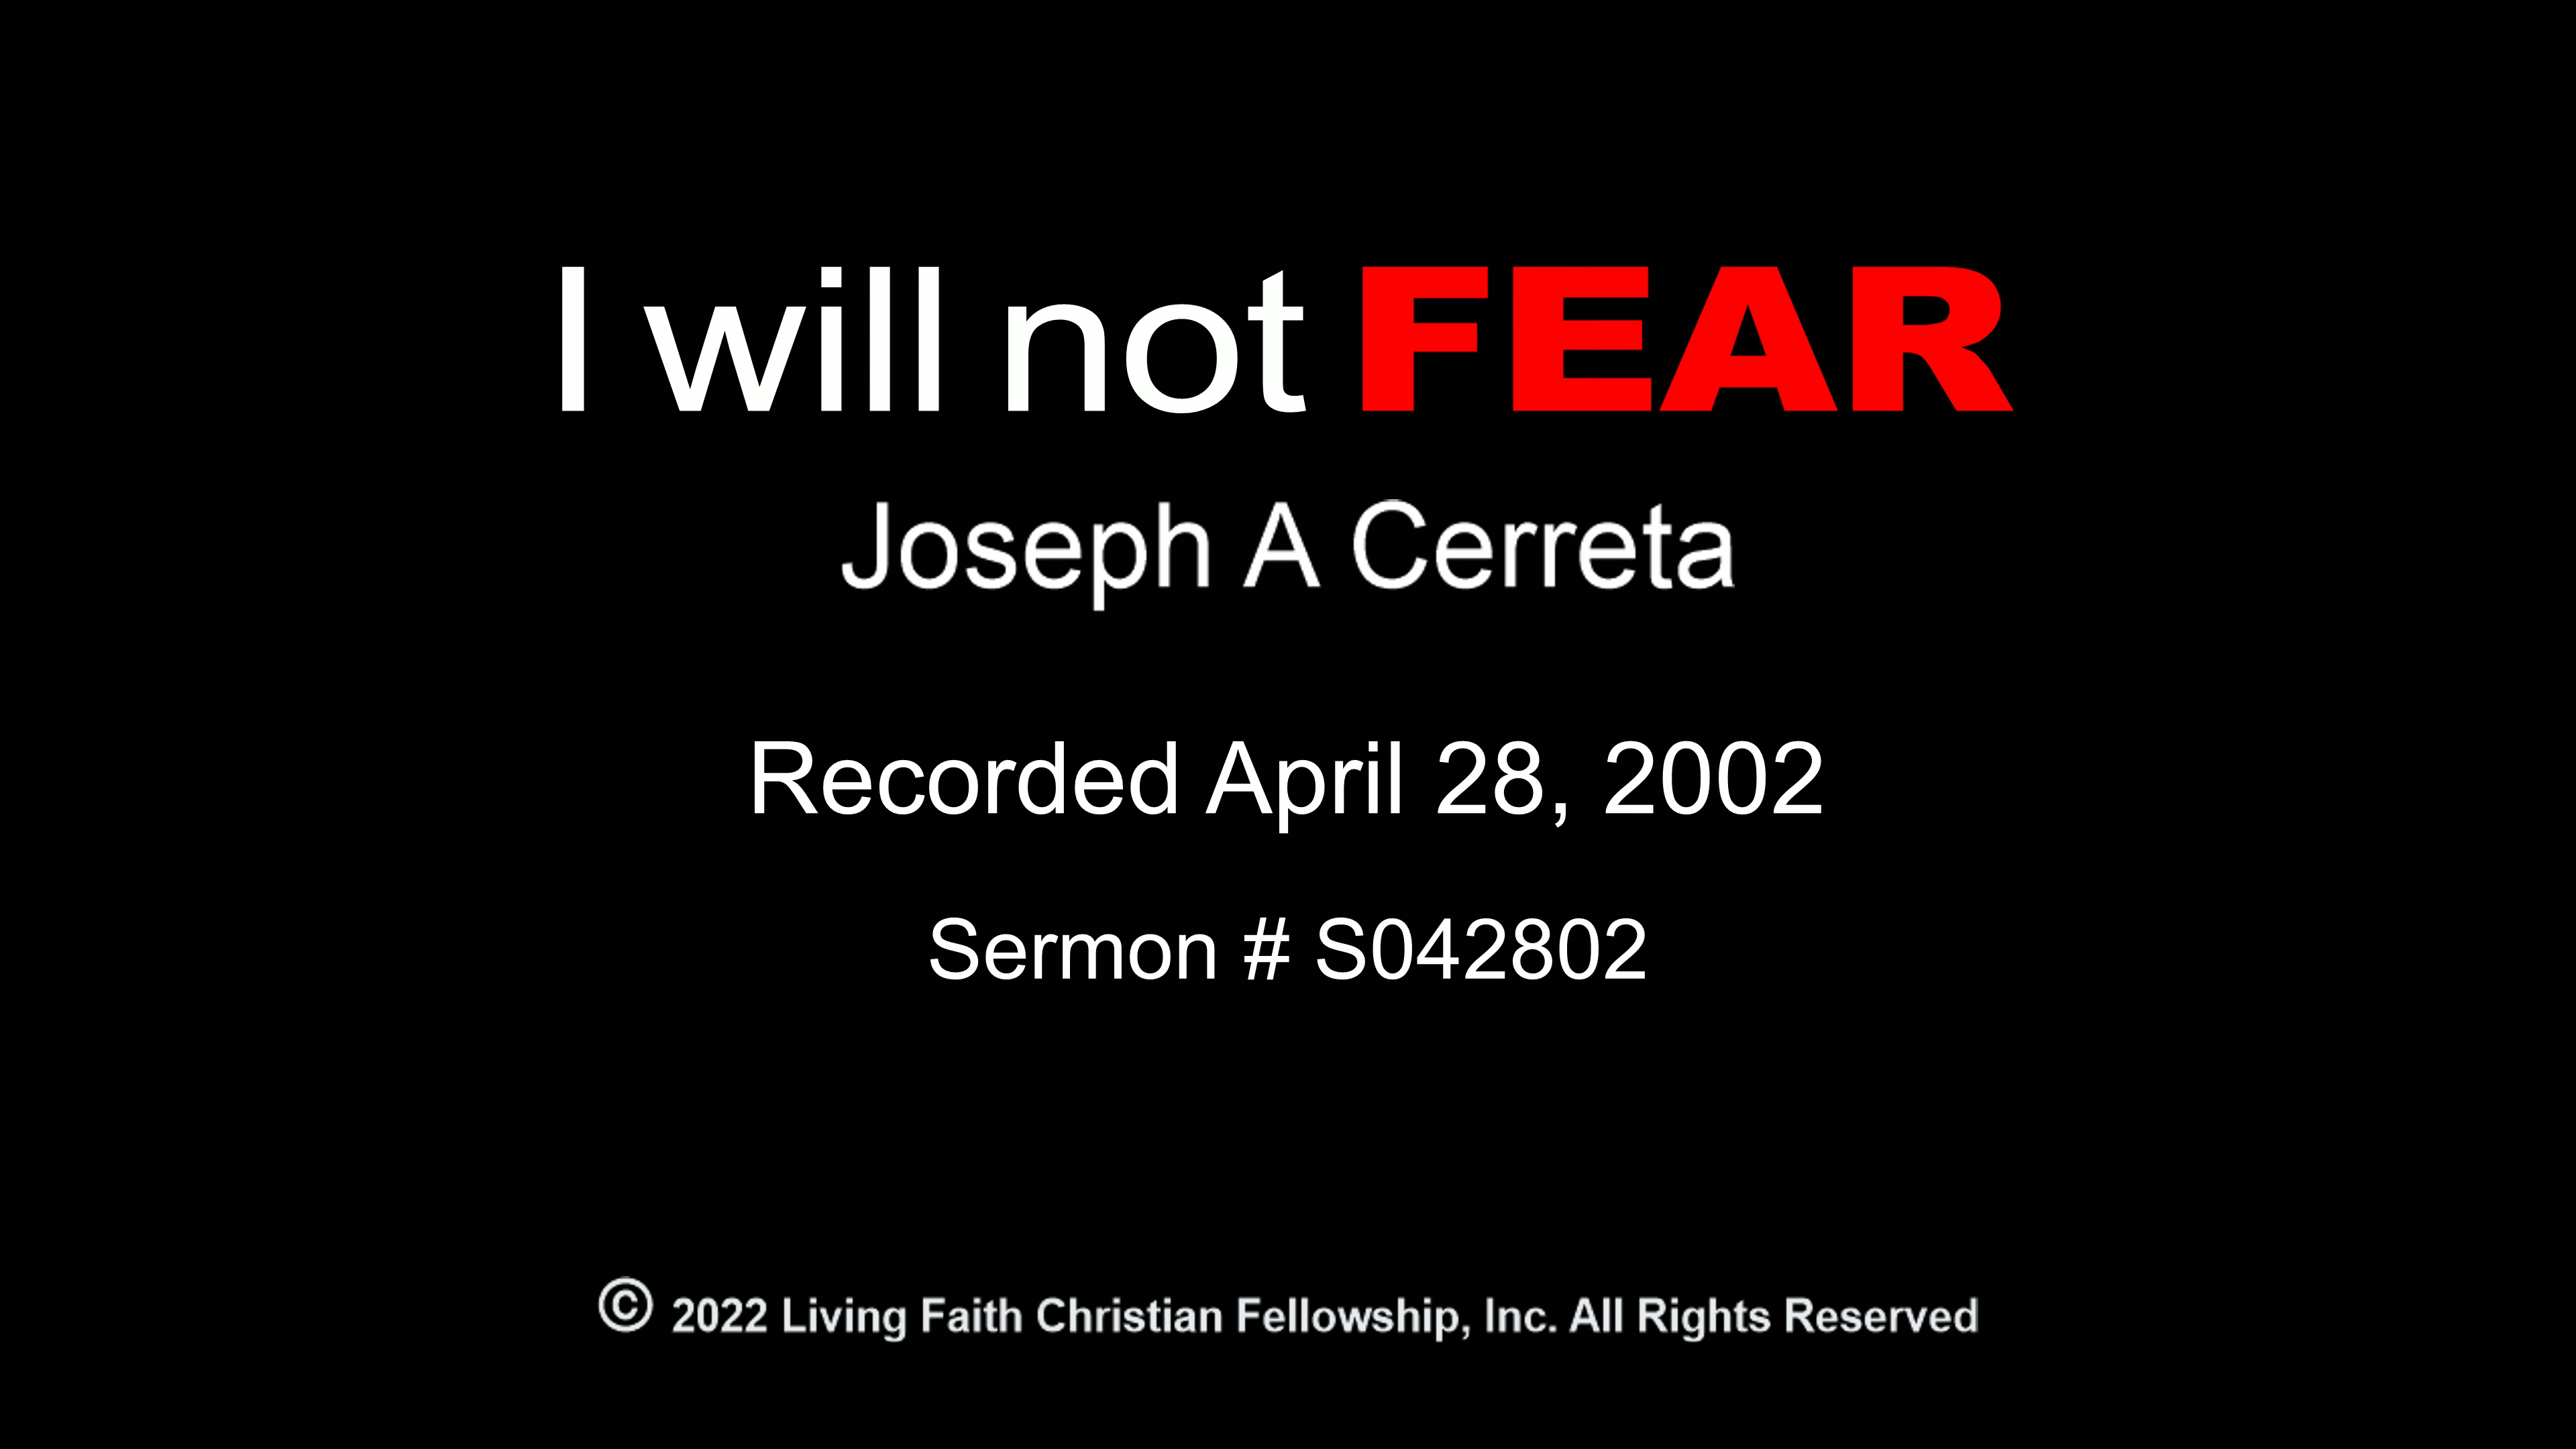 I will not FEAR
Joseph A Cerreta
Recorded April 28, 2002
Sermon # S042802
© 2022 Living Faith Christian Fellowship, Inc. All Rights Reserved